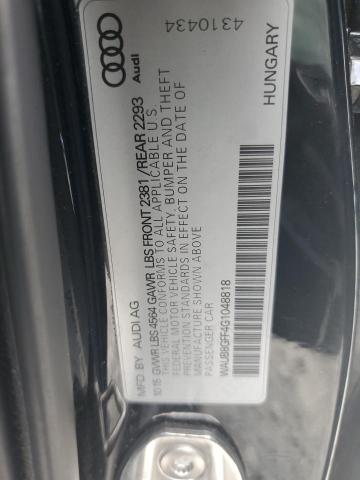 4310434
Audi
HUNGARY
MFD BY AUDI AG
10 15 GVWR LBS 4564 GAWR LBS FRONT 2381 / REAR 2293
THIS VEHICLE CONFORMS TO ALL APPLICABLE U.S.
FEDERAL MOTOR VEHICLE SAFETY, BUMPER AND THEFT
PREVENTION STANDARDS IN EFFECT ON THE DATE OF
MANUFACTURE SHOWN ABOVE
PASSENGER CAR
WAUB8GFF4G1048818